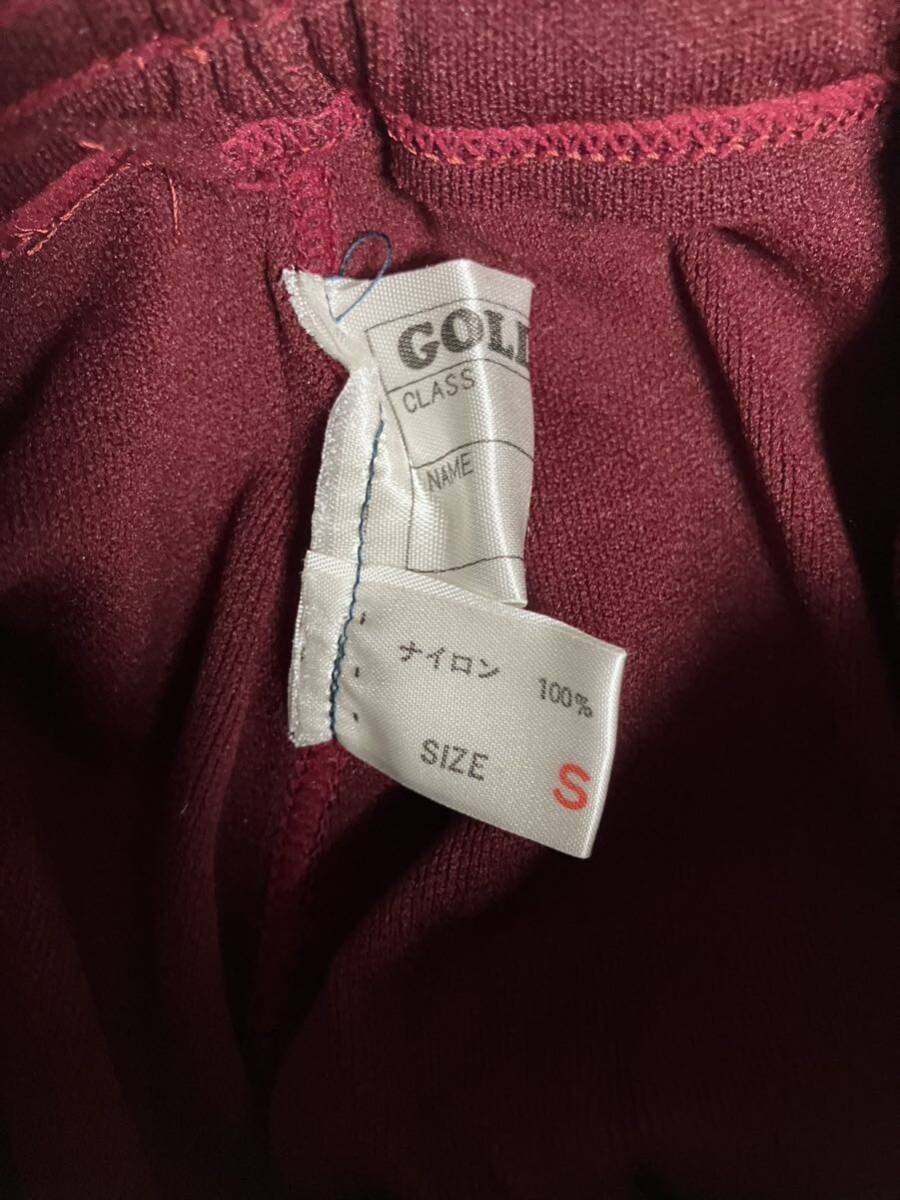 GOL
CLASS
NAME
ナイロン 100%
SIZE S